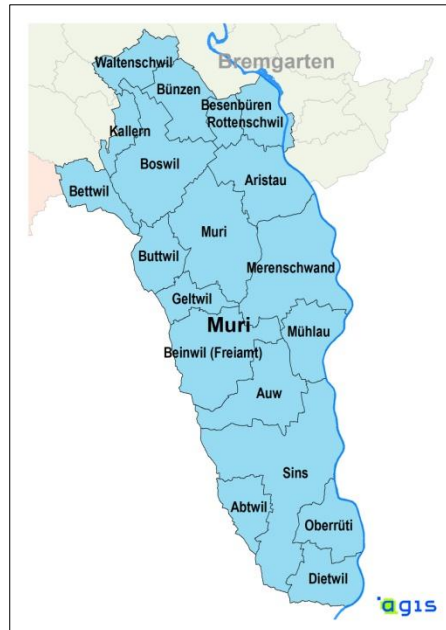 Waltenschwil
Bremgarten
Bünzen
Besenbüren
Rottenschwil
Kallern
Boswil
Aristau
Bettwil
Muri
Buttwil
Merenschwand
Geltwil
Muri
Mühlau
Beinwil (Freiamt)
Auw
Sins
Abtwil
Oberrüti
Dietwil
agis